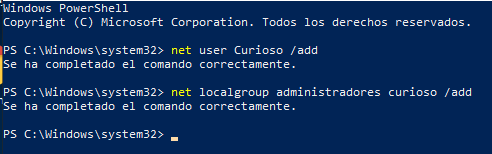 Windows PowerShell
Copyright (C) Microsoft Corporation. Todos los derechos reservados.
PS C:\Windows\system32> net user Curioso /add
Se ha completado el comando correctamente.
PS C:\Windows\system32> net localgroup administradores curioso /add
Se ha completado el comando correctamente.
PS C:\Windows\system32> _